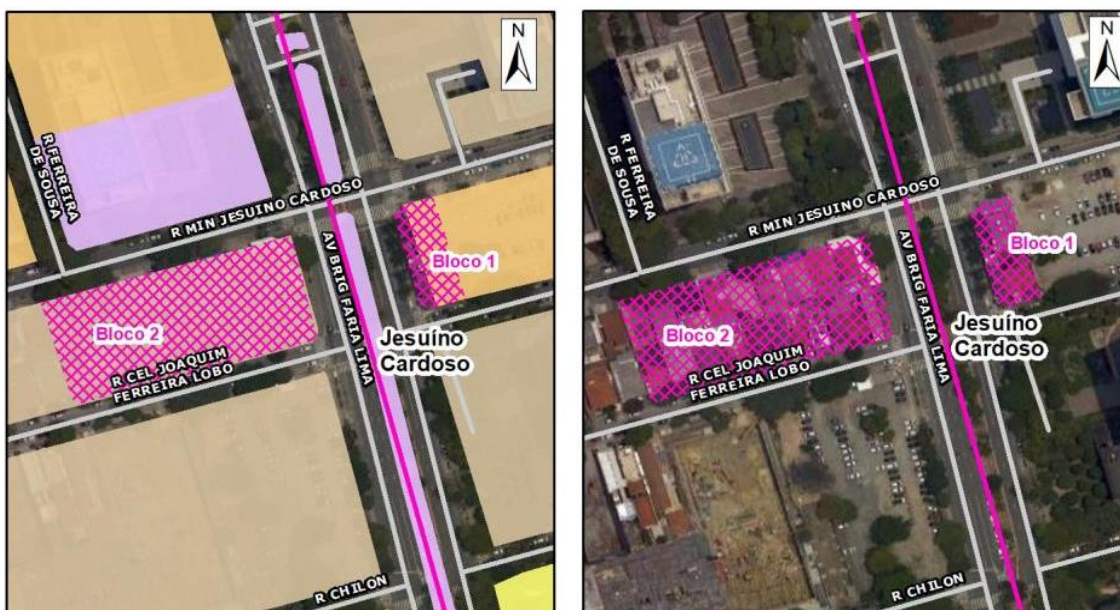 N
R FERREIRA
DE SOUSA
R MIN JESUINO CARDOSO
Bloco 1
AV BRIG FARIA LIMA
Bloco 2
Jesuíno
Cardoso
R CEL JOAQUIM
FERREIRA LOBO
R CHILON
N
R FERREIRA
DE SOUSA
R MIN JESUINO CARDOSO
Bloco 1
AV BRIG FARIA LIMA
Bloco 2
Jesuíno
Cardoso
R CEL JOAQUIM
FERREIRA LOBO
R CHILON